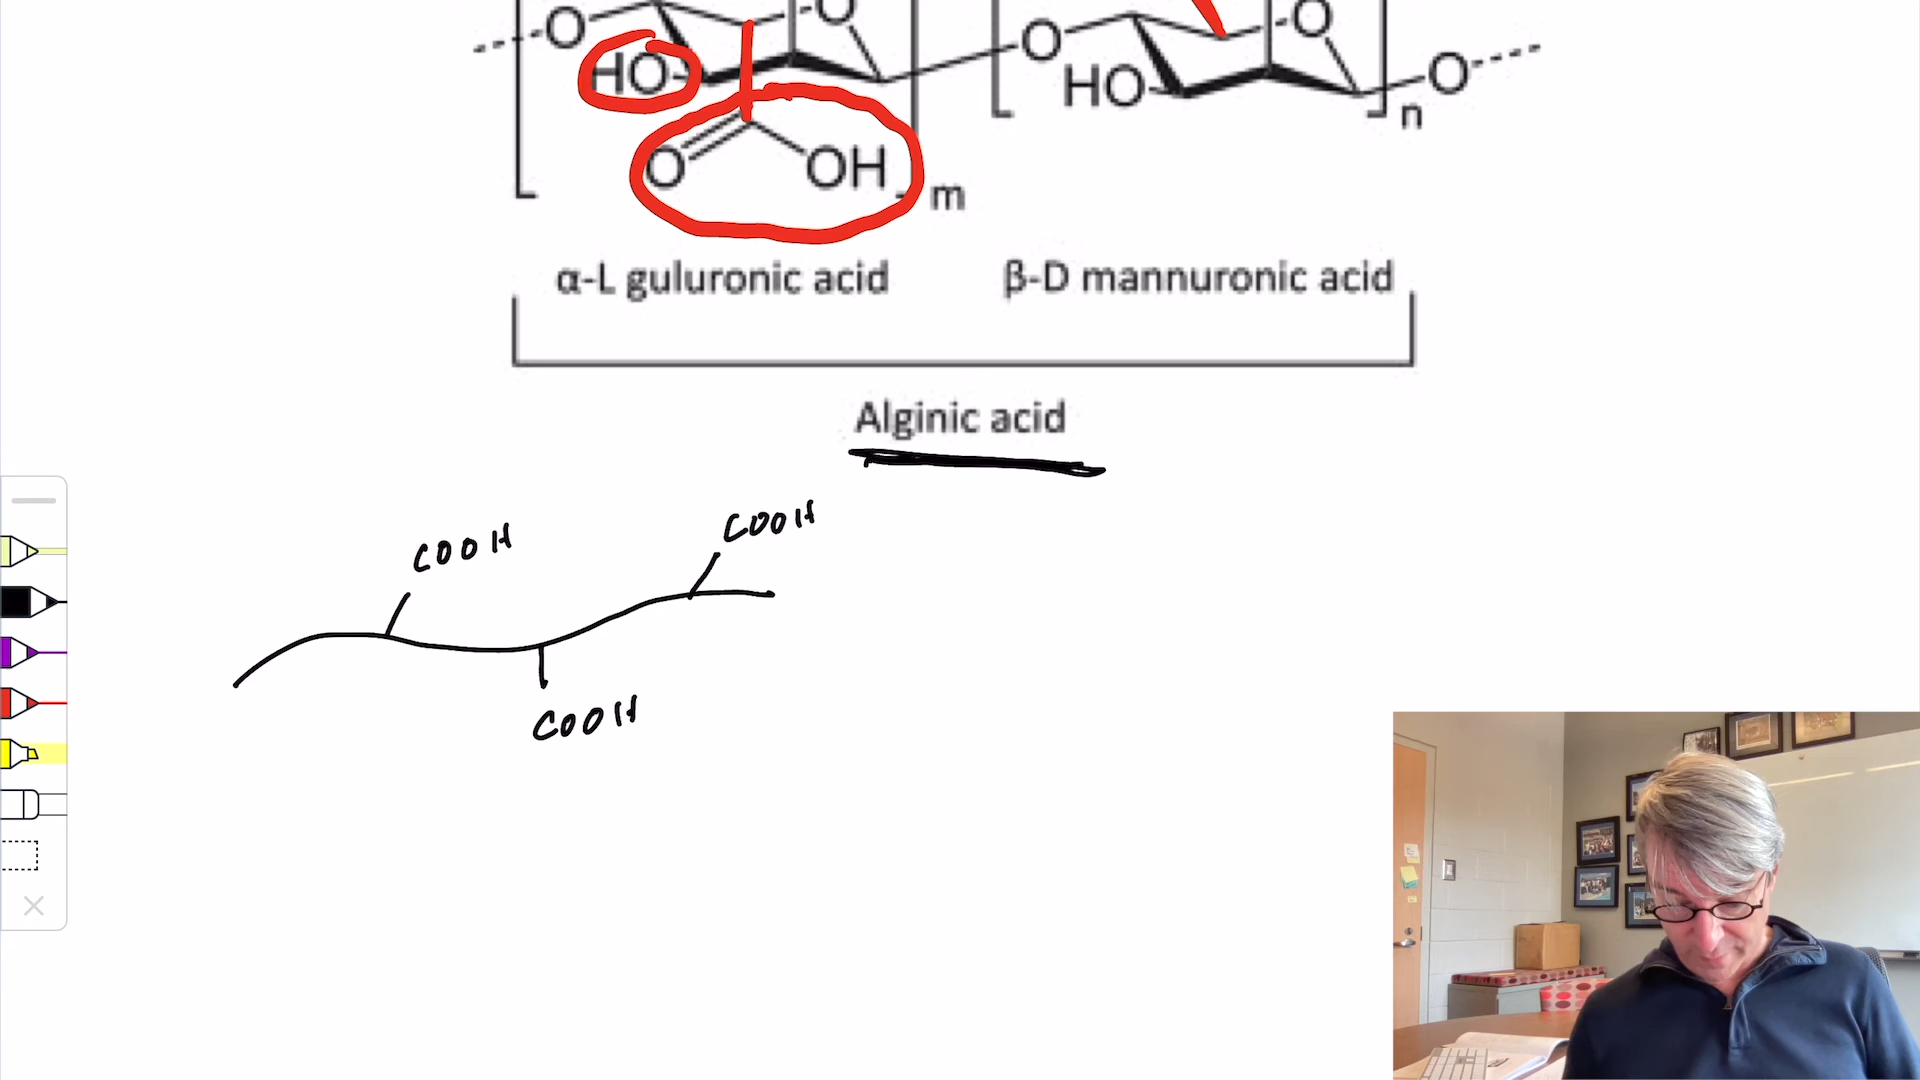 O O O O O
HO HO
n
O OH
m
α-L guluronic acid β-D mannuronic acid
Alginic acid
COOH
COOH
COOH